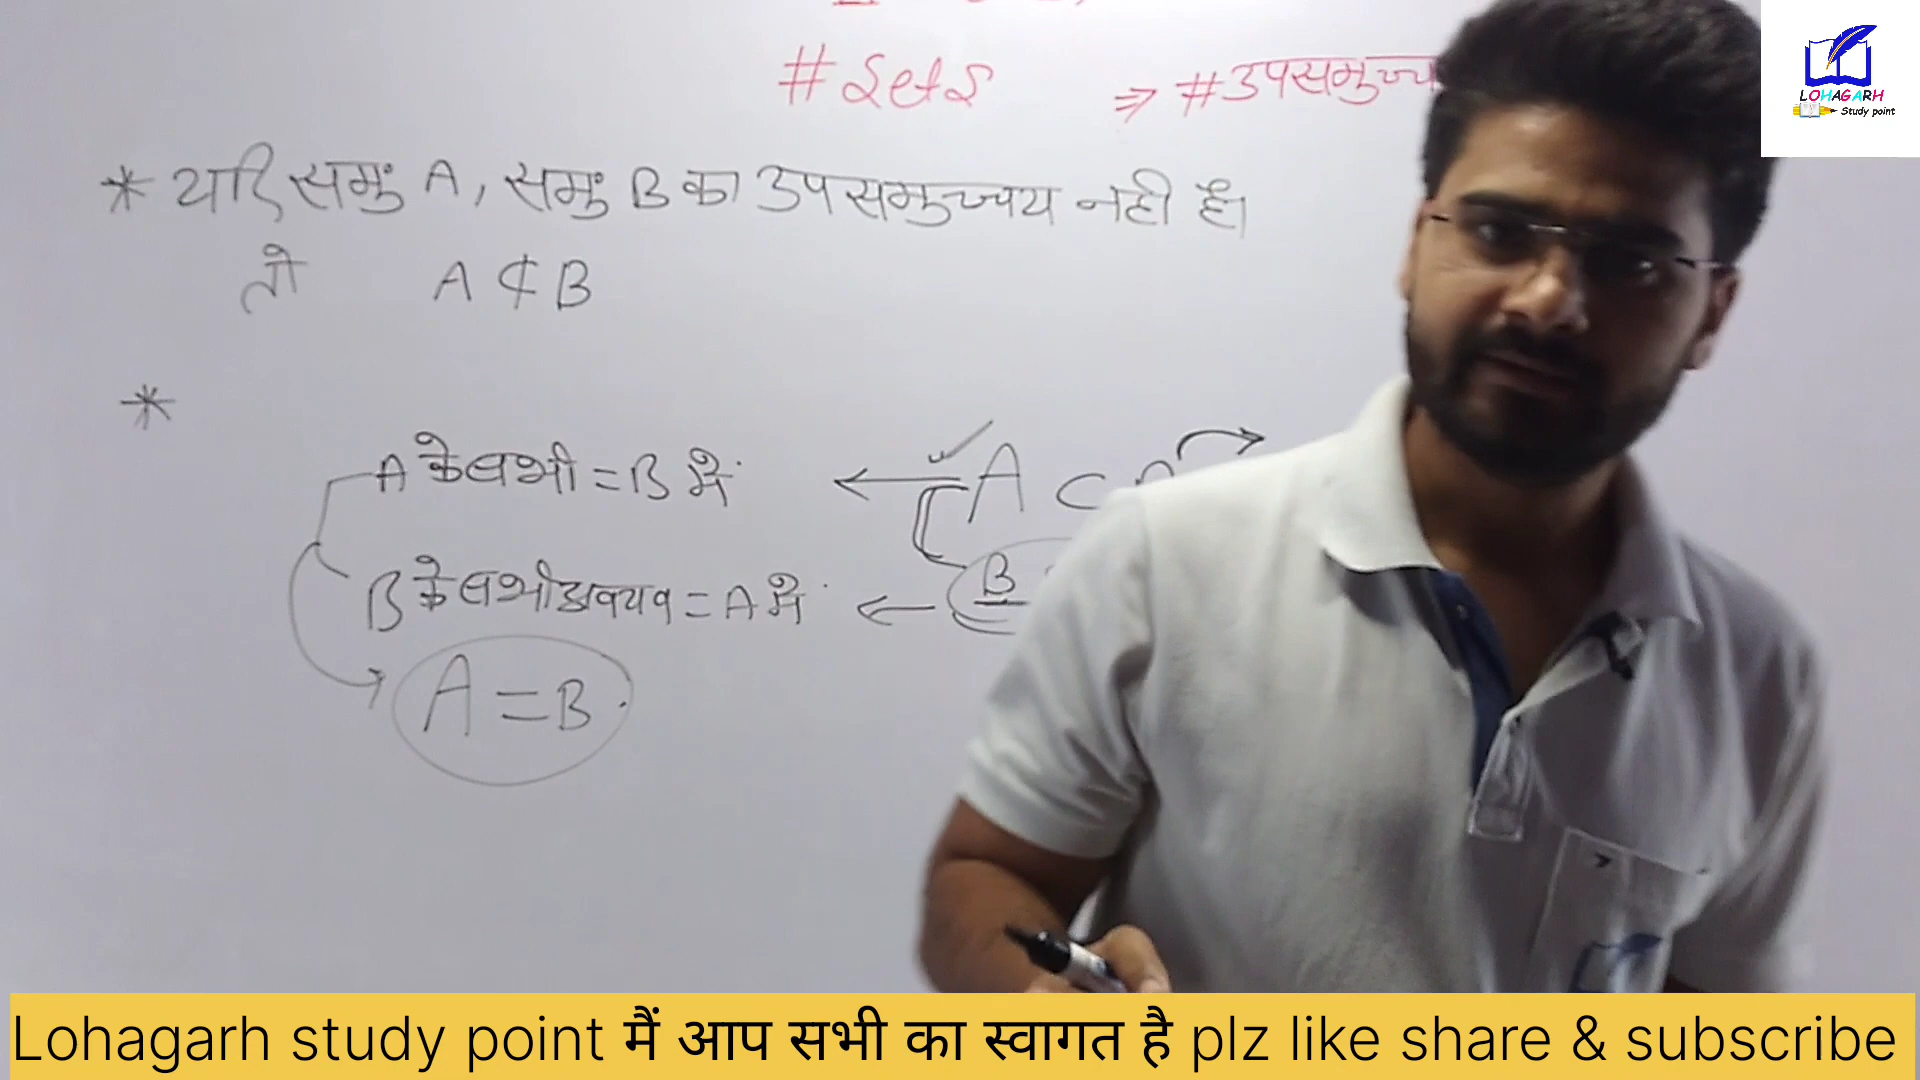 # Sets ⇒ # उपसमुच्च
* यदि समुं A, समुं B का उपसमुच्चय नही है।
तो A ⊄ B
*
A के सभी = B में ← A ⊂
B के सभी अवयव = A में ← B
A = B
LOHAGARH
Study point
Lohagarh study point मैं आप सभी का स्वागत है plz like share & subscribe